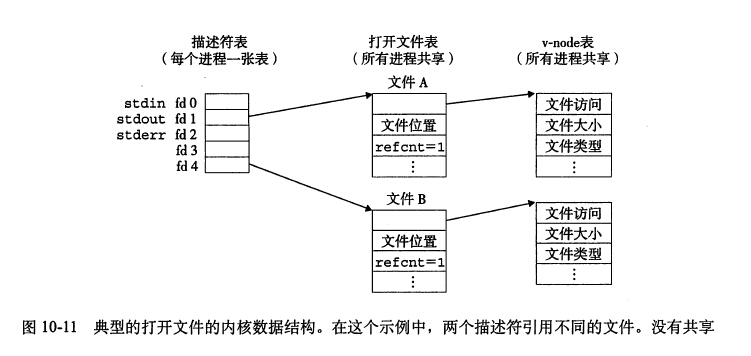 描述符表
(每个进程一张表)
打开文件表
(所有进程共享)
v-node表
(所有进程共享)
stdin fd 0
stdout fd 1
stderr fd 2
fd 3
fd 4
文件 A
文件位置
refcnt=1
⋮
文件访问
文件大小
文件类型
⋮
文件 B
文件位置
refcnt=1
⋮
文件访问
文件大小
文件类型
⋮
图 10-11 典型的打开文件的内核数据结构。在这个示例中，两个描述符引用不同的文件。没有共享